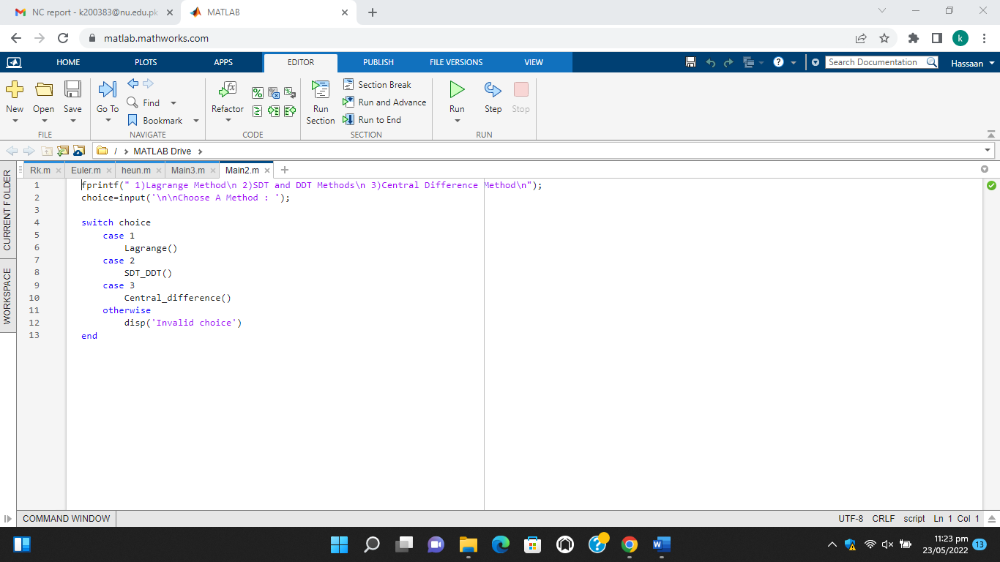 NC report - k200383@nu.edu.pk
MATLAB
matlab.mathworks.com
k
HOME PLOTS APPS EDITOR PUBLISH FILE VERSIONS VIEW
Search Documentation
Hassaan
New Open Save
FILE
Go To
Find
Bookmark
NAVIGATE
Refactor
CODE
Run Section
Section Break
Run and Advance
Run to End
SECTION
Run Step Stop
RUN
/ MATLAB Drive
CURRENT FOLDER
WORKSPACE
Rk.m Euler.m heun.m Main3.m Main2.m
1 fprintf(" 1)Lagrange Method\n 2)SDT and DDT Methods\n 3)Central Difference Method\n");
2 choice=input('\n\nChoose A Method : ');
3
4 switch choice
5 case 1
6 Lagrange()
7 case 2
8 SDT_DDT()
9 case 3
10 Central_difference()
11 otherwise
12 disp('Invalid choice')
13 end
COMMAND WINDOW
UTF-8 CRLF script Ln 1 Col 1
11:23 pm
23/05/2022
13